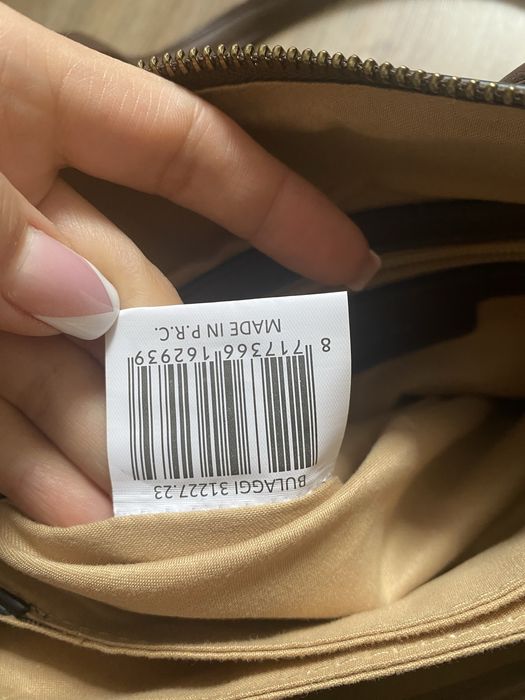 BULAGGI 31227.23
8 717366 162939
MADE IN P.R.C.